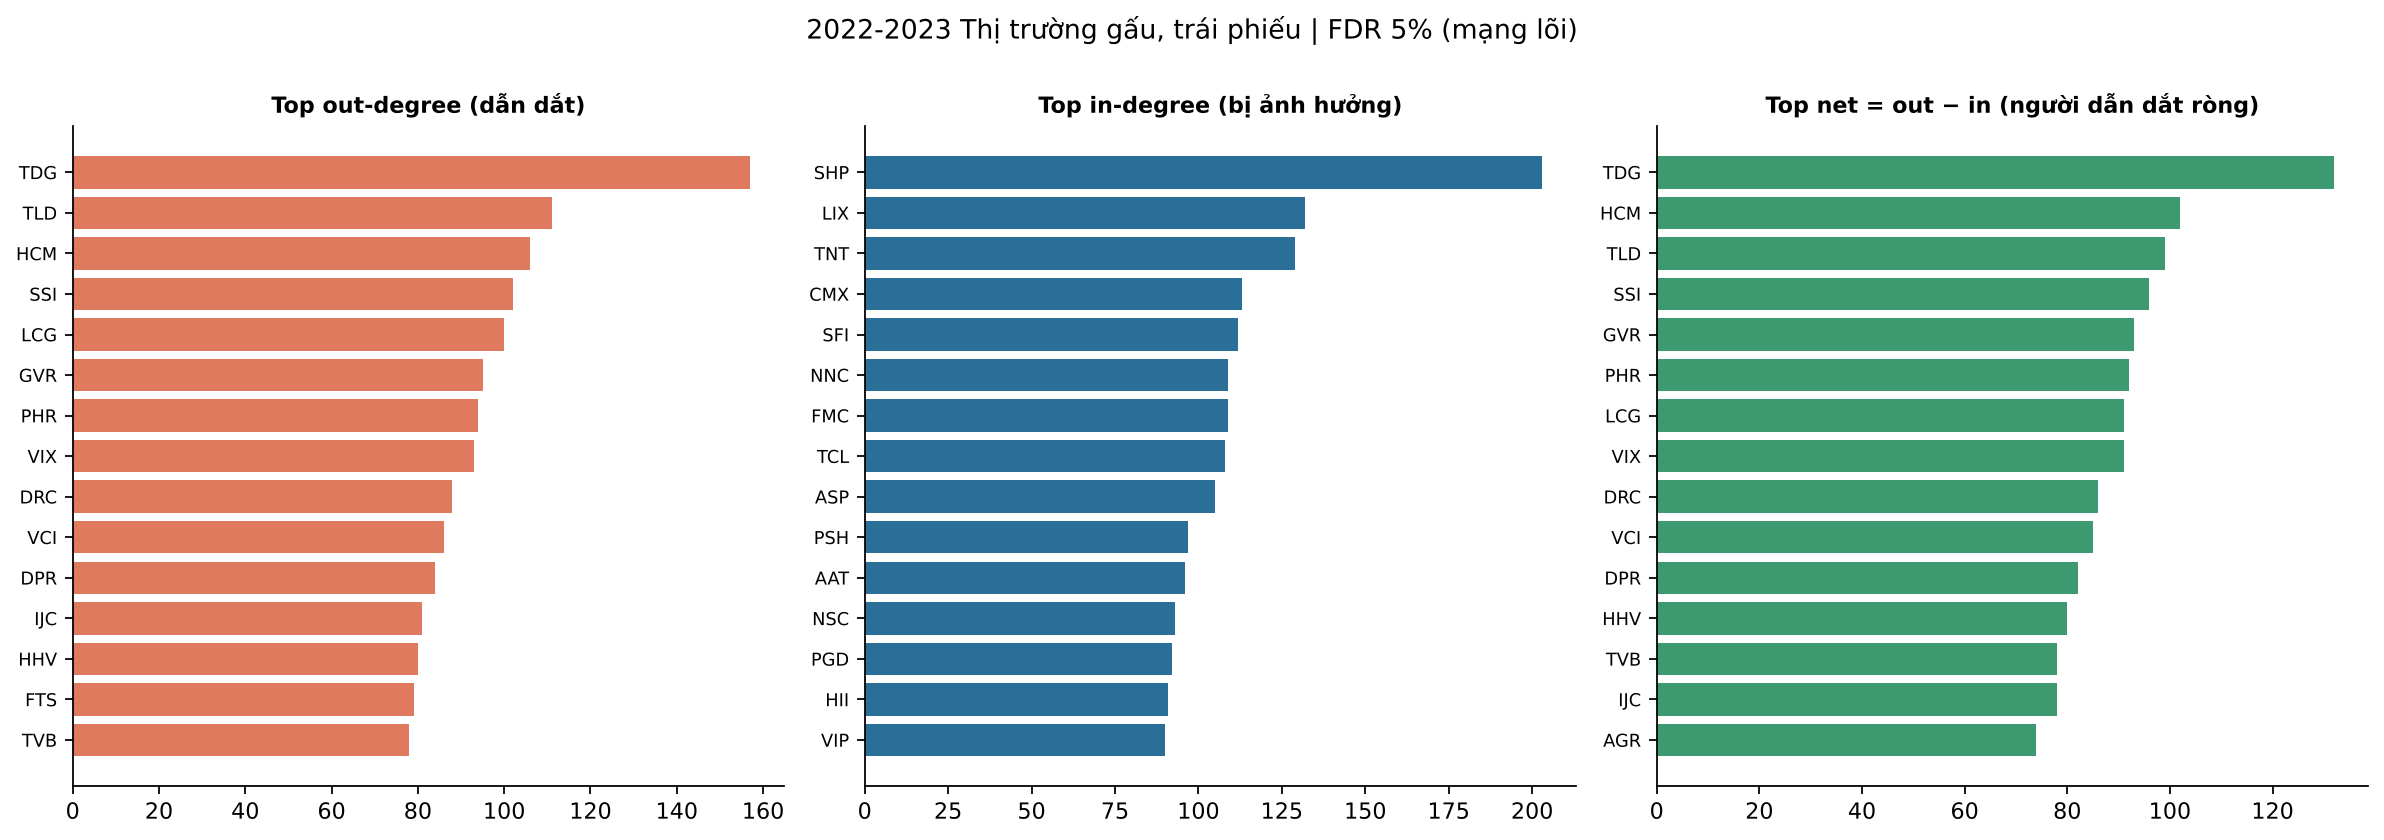 2022-2023 Thị trường gấu, trái phiếu | FDR 5% (mạng lõi)
Top out-degree (dẫn dắt)
TDG
TLD
HCM
SSI
LCG
GVR
PHR
VIX
DRC
VCI
DPR
IJC
HHV
FTS
TVB
0 20 40 60 80 100 120 140 160
Top in-degree (bị ảnh hưởng)
SHP
LIX
TNT
CMX
SFI
NNC
FMC
TCL
ASP
PSH
AAT
NSC
PGD
HII
VIP
0 25 50 75 100 125 150 175 200
Top net = out − in (người dẫn dắt ròng)
TDG
HCM
TLD
SSI
GVR
PHR
LCG
VIX
DRC
VCI
DPR
HHV
TVB
IJC
AGR
0 20 40 60 80 100 120